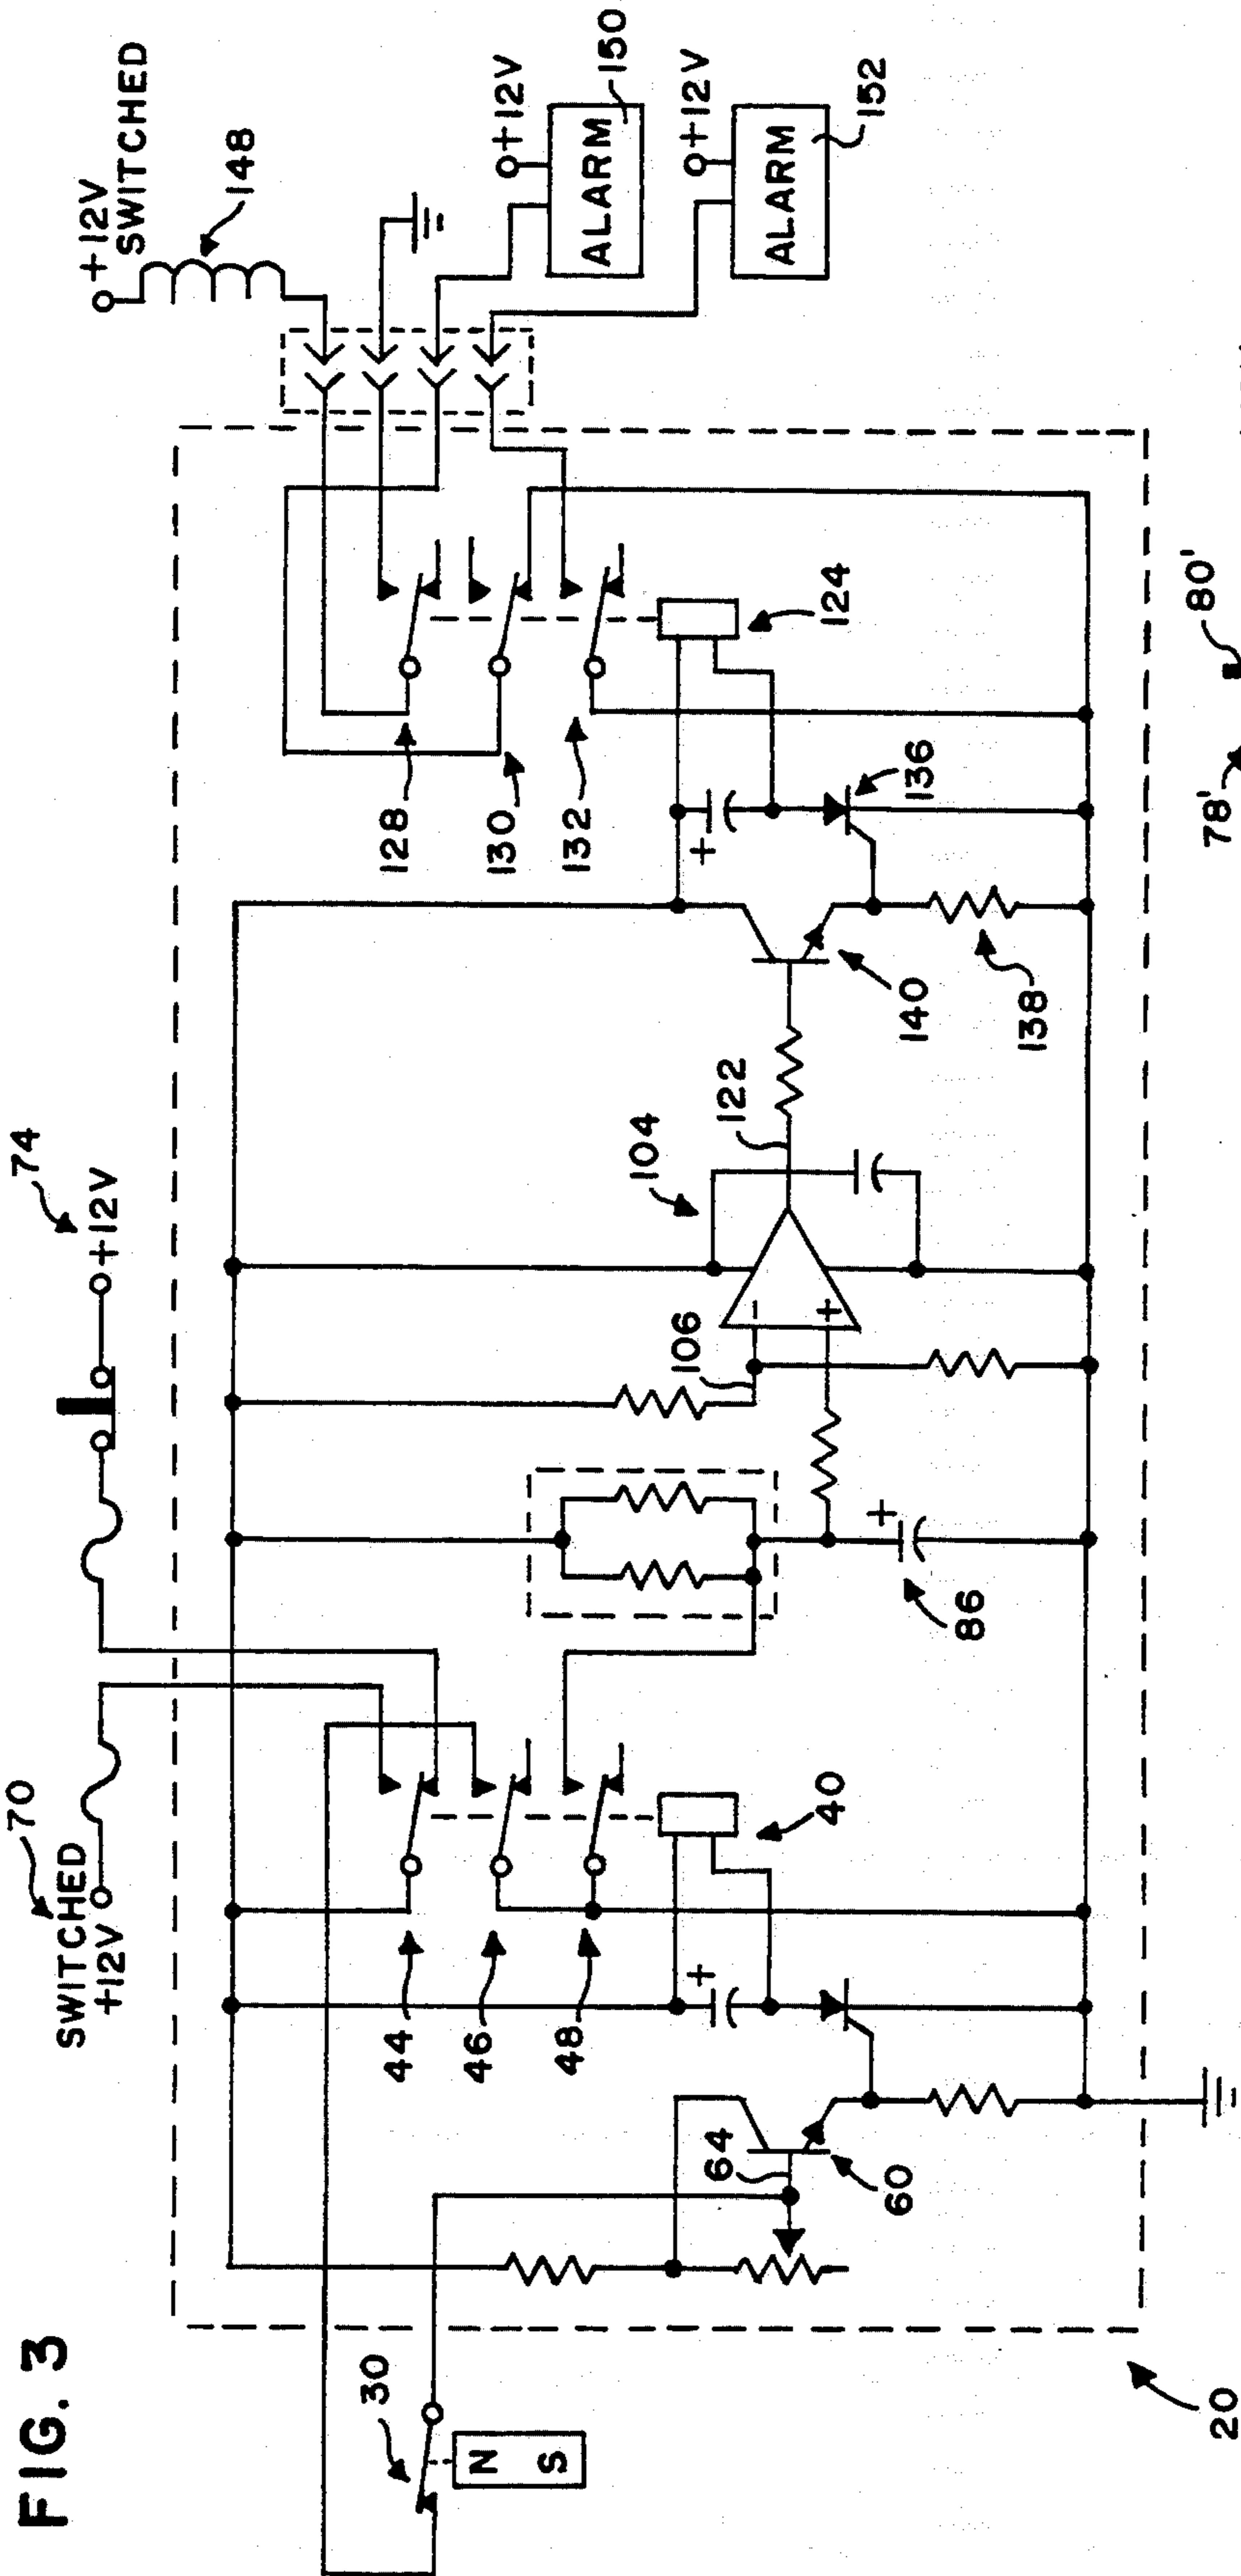 FIG. 3
SWITCHED
+12V
70
74
+12V
+12V
SWITCHED
148
+12V
ALARM
150
+12V
ALARM
152
30
N S
44
46
48
64
60
40
+
86
+
106
−
+
104
122
128
130
132
124
+
136
140
138
20
78'
80'